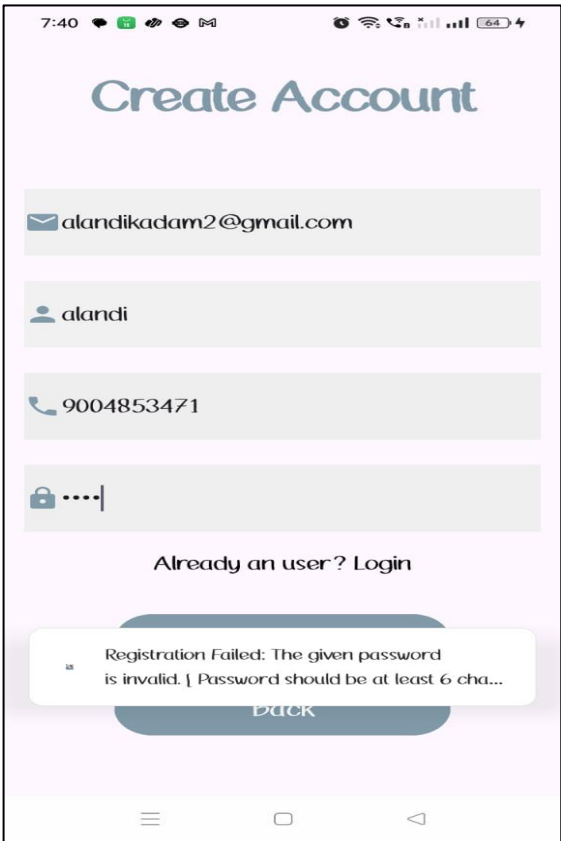 7:40
64
Create Account
alandikadam2@gmail.com
alandi
9004853471
••••
Already an user? Login
Registration Failed: The given password
is invalid. [ Password should be at least 6 cha...
Back